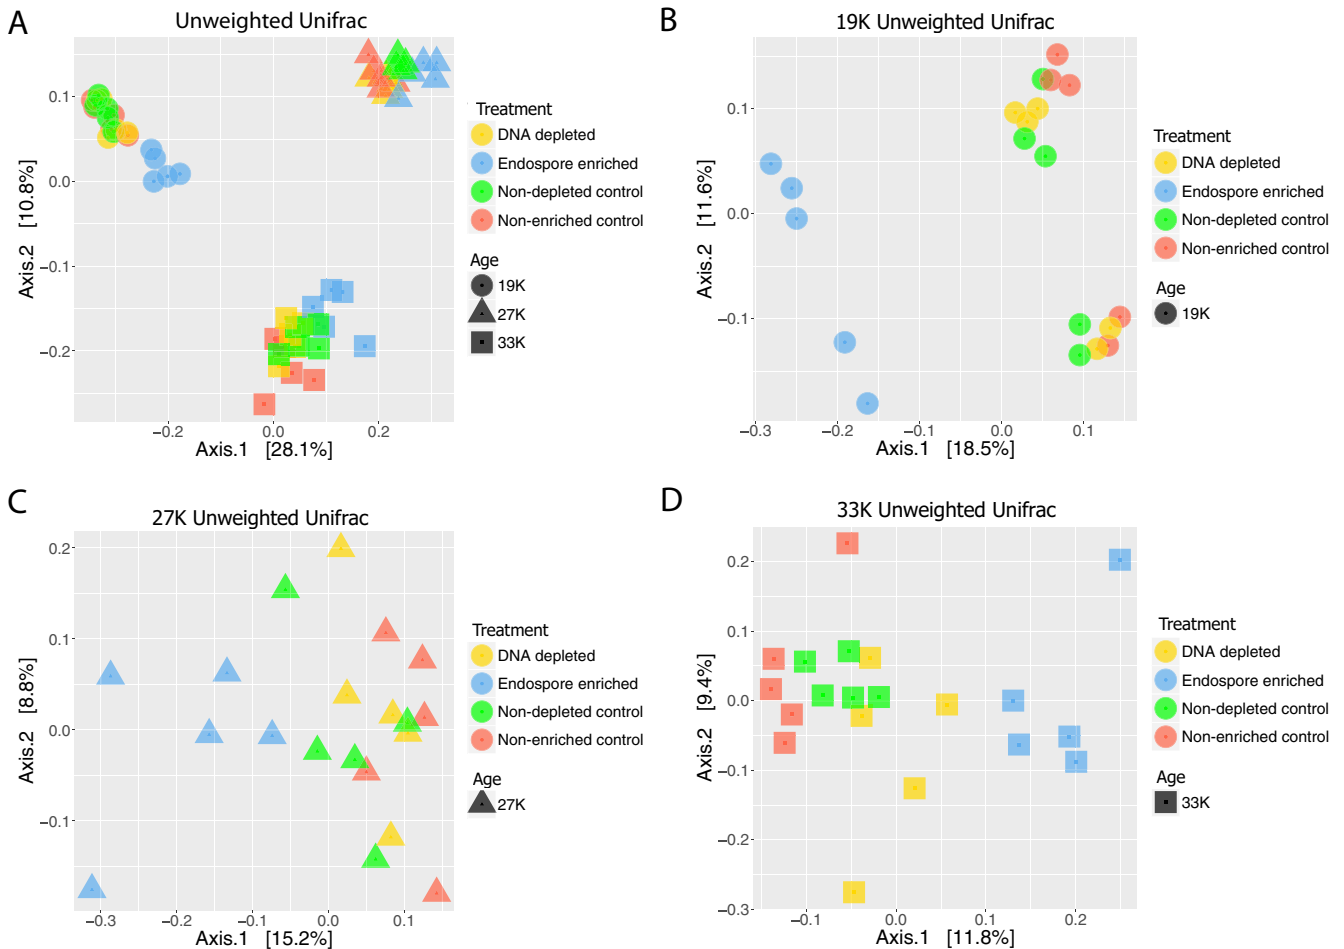 A
Unweighted Unifrac
0.1
0.0
−0.1
−0.2
Axis.2 [10.8%]
−0.2
0.0
0.2
Axis.1 [28.1%]
Treatment
DNA depleted
Endospore enriched
Non-depleted control
Non-enriched control
Age
19K
27K
33K
B
19K Unweighted Unifrac
0.1
0.0
−0.1
Axis.2 [11.6%]
−0.3
−0.2
−0.1
0.0
0.1
Axis.1 [18.5%]
Treatment
DNA depleted
Endospore enriched
Non-depleted control
Non-enriched control
Age
19K
C
27K Unweighted Unifrac
0.2
0.1
0.0
−0.1
Axis.2 [8.8%]
−0.3
−0.2
−0.1
0.0
0.1
Axis.1 [15.2%]
Treatment
DNA depleted
Endospore enriched
Non-depleted control
Non-enriched control
Age
27K
D
33K Unweighted Unifrac
0.2
0.1
0.0
−0.1
−0.2
−0.3
Axis.2 [9.4%]
−0.1
0.0
0.1
0.2
Axis.1 [11.8%]
Treatment
DNA depleted
Endospore enriched
Non-depleted control
Non-enriched control
Age
33K